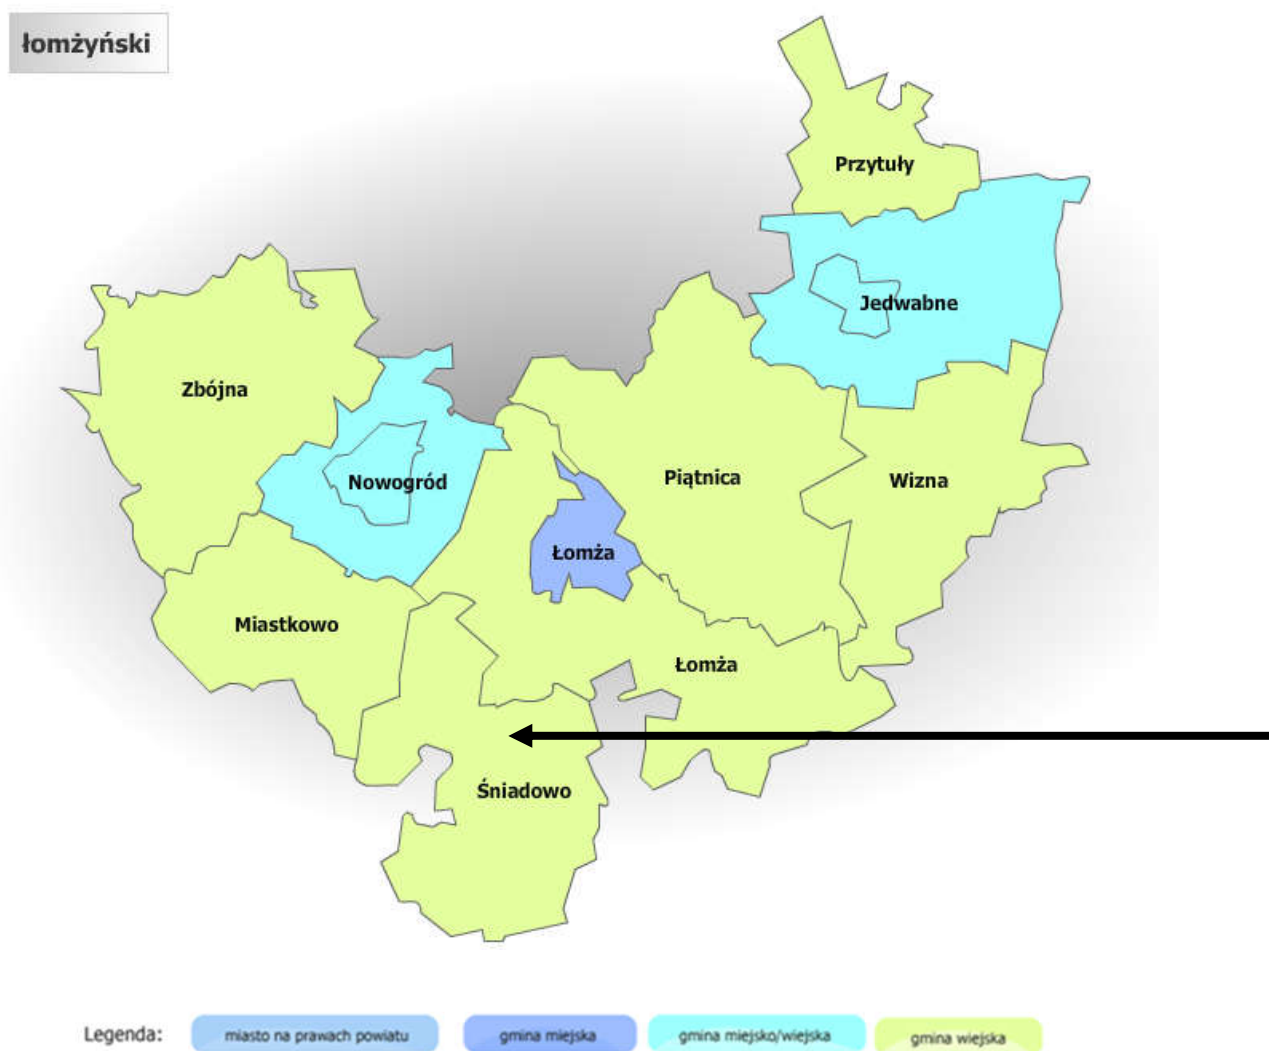 łomżyński
Przytuły
Jedwabne
Zbójna
Nowogród
Piątnica
Wizna
Łomża
Miastkowo
Łomża
Śniadowo
Legenda:
miasto na prawach powiatu
gmina miejska
gmina miejsko/wiejska
gmina wiejska